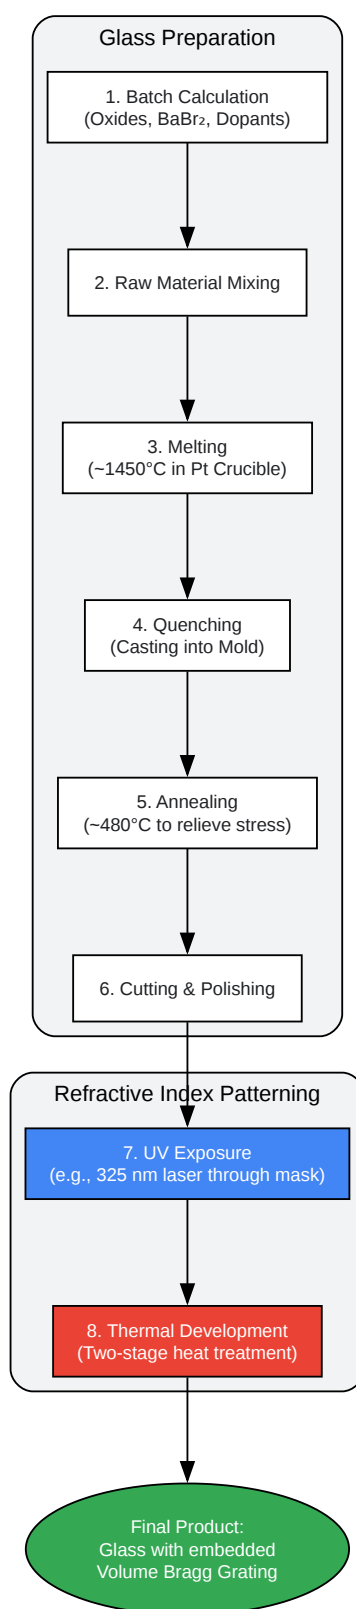 Glass Preparation
1. Batch Calculation
(Oxides, BaBr₂, Dopants)
2. Raw Material Mixing
3. Melting
(~1450°C in Pt Crucible)
4. Quenching
(Casting into Mold)
5. Annealing
(~480°C to relieve stress)
6. Cutting & Polishing
Refractive Index Patterning
7. UV Exposure
(e.g., 325 nm laser through mask)
8. Thermal Development
(Two-stage heat treatment)
Final Product:
Glass with embedded
Volume Bragg Grating